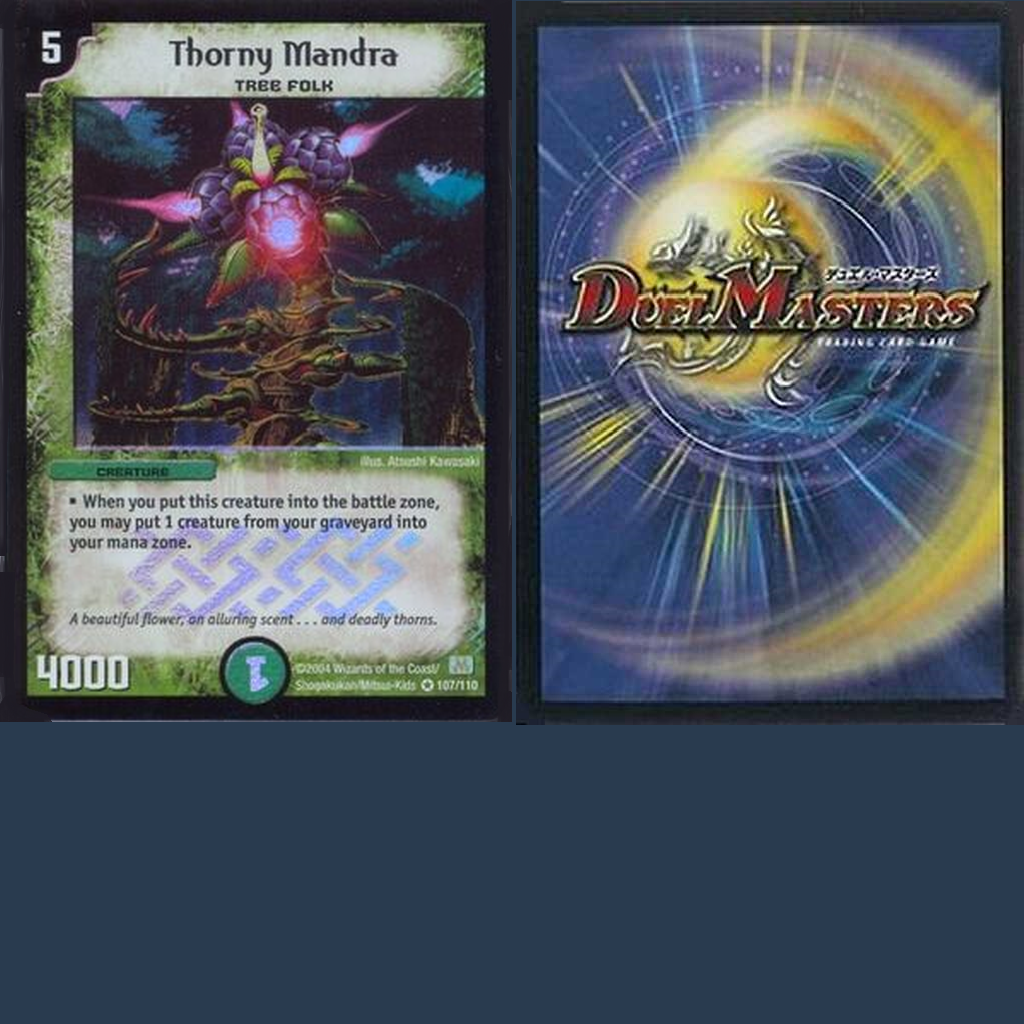 5
Thorny Mandra
TREE FOLK
illus. Atsushi Kawasaki
CREATURE
▪ When you put this creature into the battle zone,
you may put 1 creature from your graveyard into
your mana zone.
A beautiful flower, an alluring scent . . . and deadly thorns.
4000
1
©2004 Wizards of the Coast/
Shogakukan/Mitsui-Kids ✪ 107/110
デュエル・マスターズ
DUEL MASTERS
TRADING CARD GAME